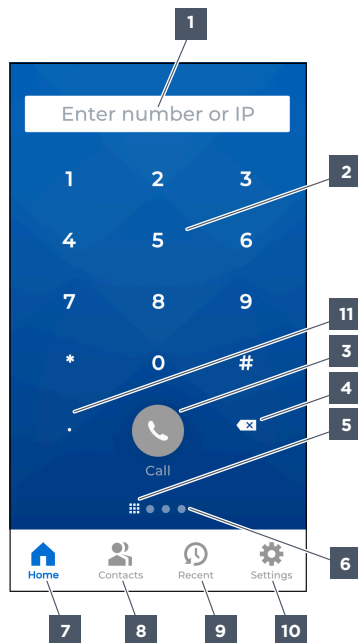 1
Enter number or IP
1 2 3
2
4 5 6
7 8 9
11
* 0 #
3
.
4
Call
5
6
Home Contacts Recent Settings
7 8 9 10